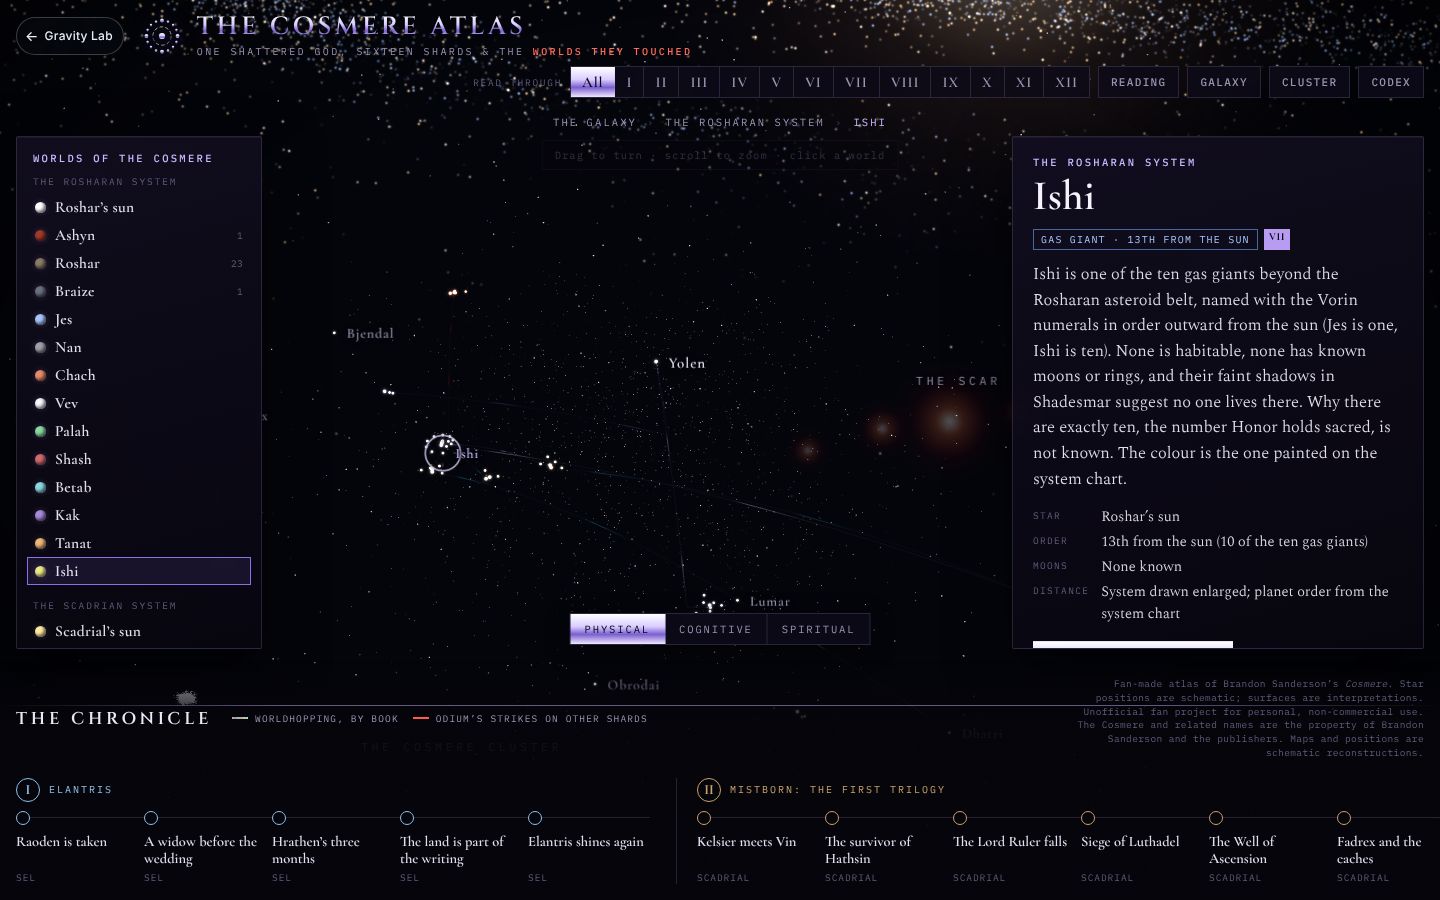 ← Gravity Lab
THE COSMERE ATLAS
ONE SHATTERED GOD, SIXTEEN SHARDS & THE WORLDS THEY TOUCHED
READ THROUGH All I II III IV V VI VII VIII IX X XI XII READING GALAXY CLUSTER CODEX
THE GALAXY THE ROSHARAN SYSTEM ISHI
Drag to turn · scroll to zoom · click a world
WORLDS OF THE COSMERE
THE ROSHARAN SYSTEM
Roshar’s sun
Ashyn 1
Roshar 23
Braize 1
Jes
Nan
Chach
Vev
Palah
Shash
Betab
Kak
Tanat
Ishi
THE SCADRIAN SYSTEM
Scadrial’s sun
Bjendal
Yolen
THE SCAR
x
Ishi
Lumar
PHYSICAL COGNITIVE SPIRITUAL
Obrodai
Dhatri
THE COSMERE CLUSTER
THE ROSHARAN SYSTEM
Ishi
GAS GIANT · 13TH FROM THE SUN VII
Ishi is one of the ten gas giants beyond the
Rosharan asteroid belt, named with the Vorin
numerals in order outward from the sun (Jes is one,
Ishi is ten). None is habitable, none has known
moons or rings, and their faint shadows in
Shadesmar suggest no one lives there. Why there
are exactly ten, the number Honor holds sacred, is
not known. The colour is the one painted on the
system chart.
STAR Roshar’s sun
ORDER 13th from the sun (10 of the ten gas giants)
MOONS None known
DISTANCE System drawn enlarged; planet order from the
system chart
Fan-made atlas of Brandon Sanderson’s Cosmere. Star
positions are schematic; surfaces are interpretations.
Unofficial fan project for personal, non-commercial use.
The Cosmere and related names are the property of Brandon
Sanderson and the publishers. Maps and positions are
schematic reconstructions.
THE CHRONICLE WORLDHOPPING, BY BOOK ODIUM’S STRIKES ON OTHER SHARDS
I ELANTRIS
Raoden is taken
SEL
A widow before the
wedding
SEL
Hrathen’s three
months
SEL
The land is part of
the writing
SEL
Elantris shines again
SEL
II MISTBORN: THE FIRST TRILOGY
Kelsier meets Vin
SCADRIAL
The survivor of
Hathsin
SCADRIAL
The Lord Ruler falls
SCADRIAL
Siege of Luthadel
SCADRIAL
The Well of
Ascension
SCADRIAL
Fadrex and the
caches
SCADRIAL